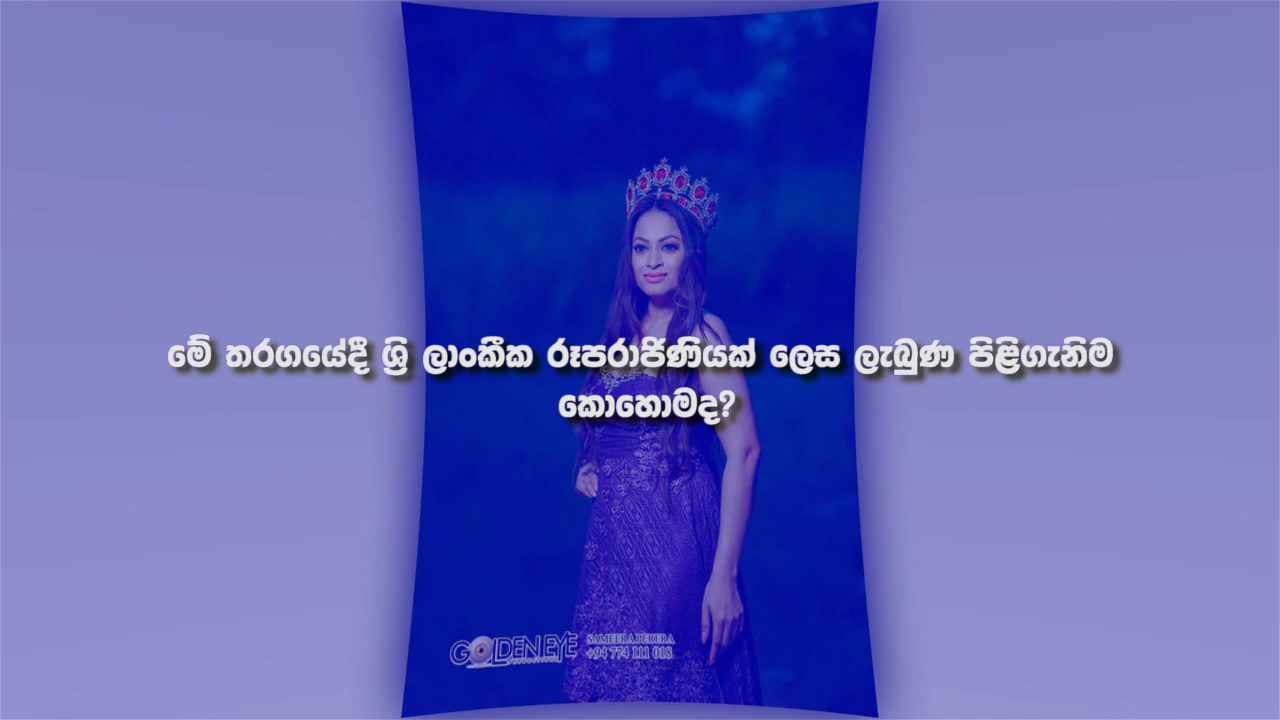 මේ තරගයේදී ශ්‍රි ලාංකික රූපරාජිණියක් ලෙස ලැබුණ පිළිගැනිම
කොහොමද?
GOLDEN EYE
SAMEERA PERERA
+94 774 111 018